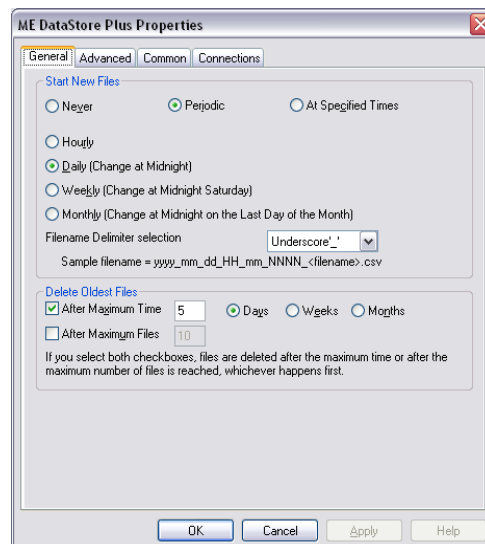 ME DataStore Plus Properties
General Advanced Common Connections
Start New Files
Never Periodic At Specified Times
Hourly
Daily (Change at Midnight)
Weekly (Change at Midnight Saturday)
Monthly (Change at Midnight on the Last Day of the Month)
Filename Delimiter selection Underscore'_'
Sample filename = yyyy_mm_dd_HH_mm_NNNN_<filename>.csv
Delete Oldest Files
After Maximum Time 5 Days Weeks Months
After Maximum Files 10
If you select both checkboxes, files are deleted after the maximum time or after the
maximum number of files is reached, whichever happens first.
OK Cancel Apply Help